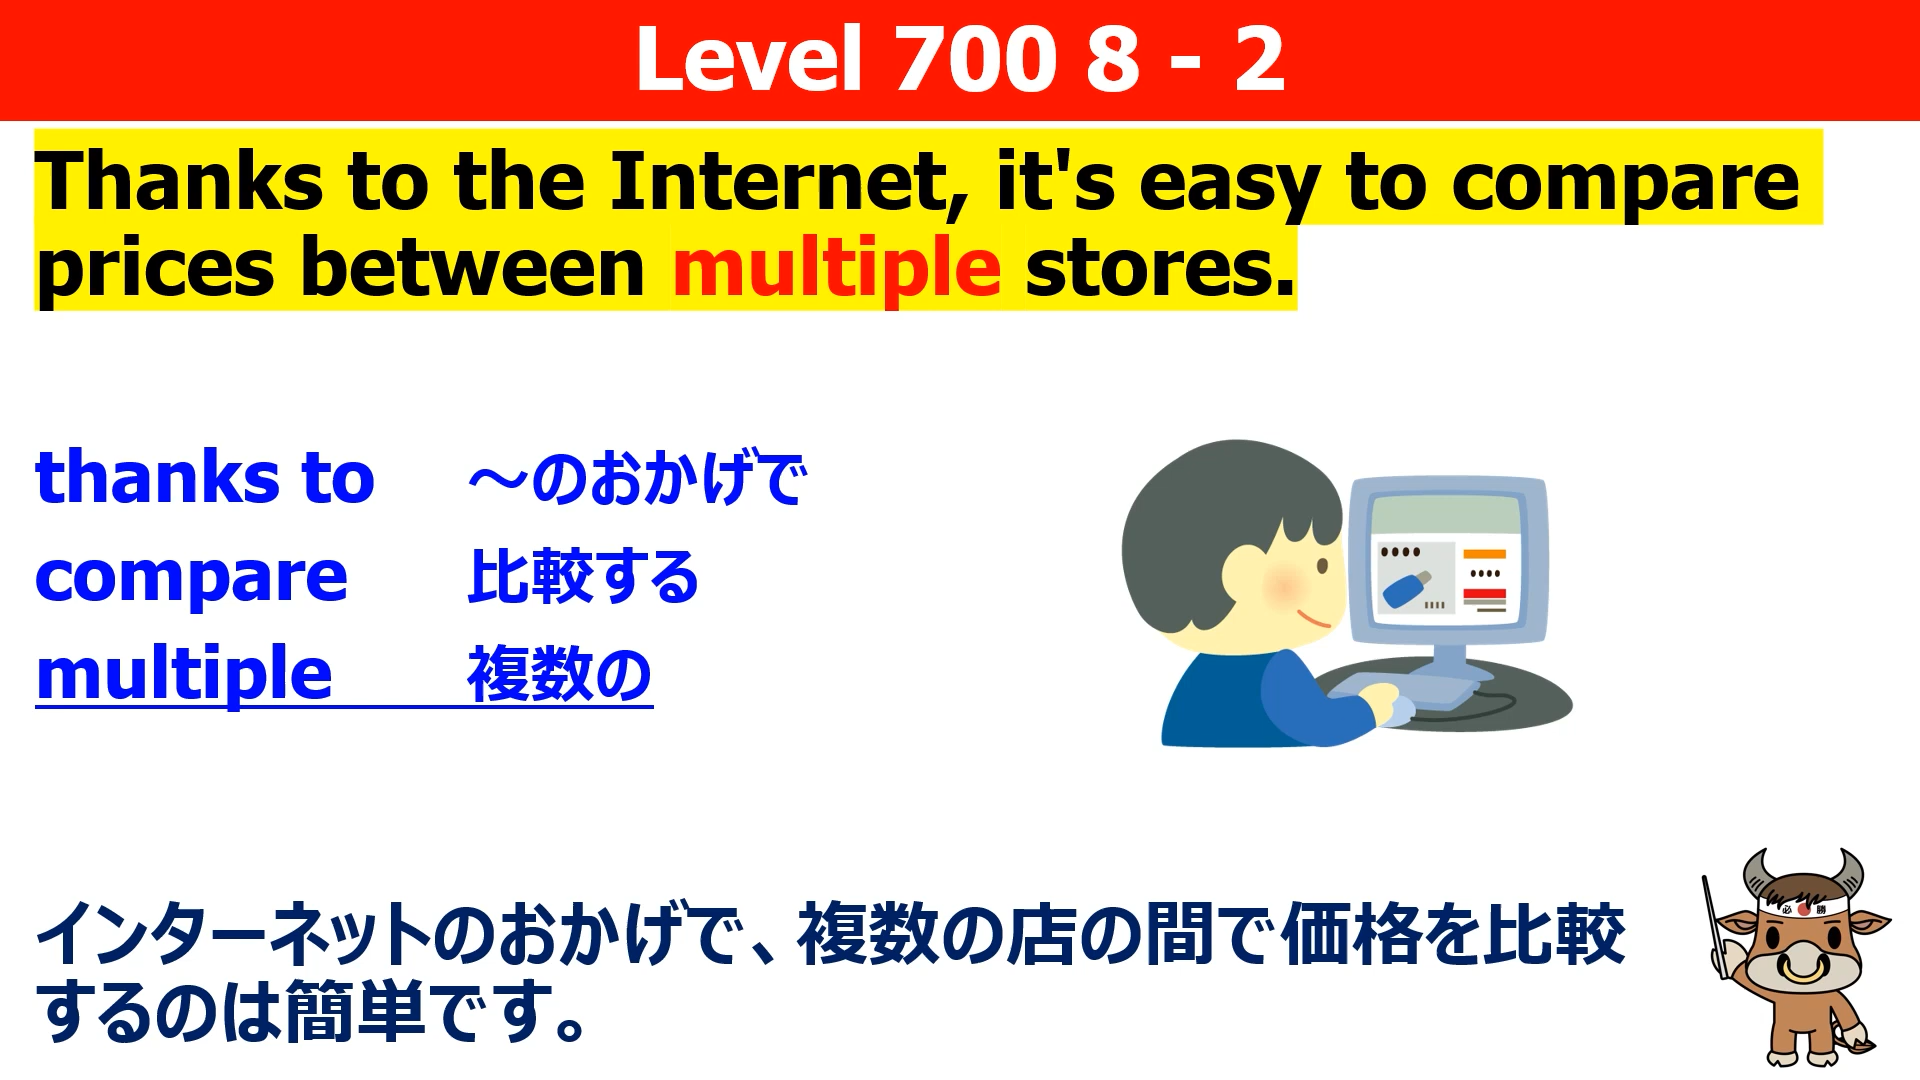 Level 700 8 - 2
Thanks to the Internet, it's easy to compare
prices between multiple stores.
thanks to ～のおかげで
compare 比較する
multiple 複数の
インターネットのおかげで、複数の店の間で価格を比較
するのは簡単です。
必勝